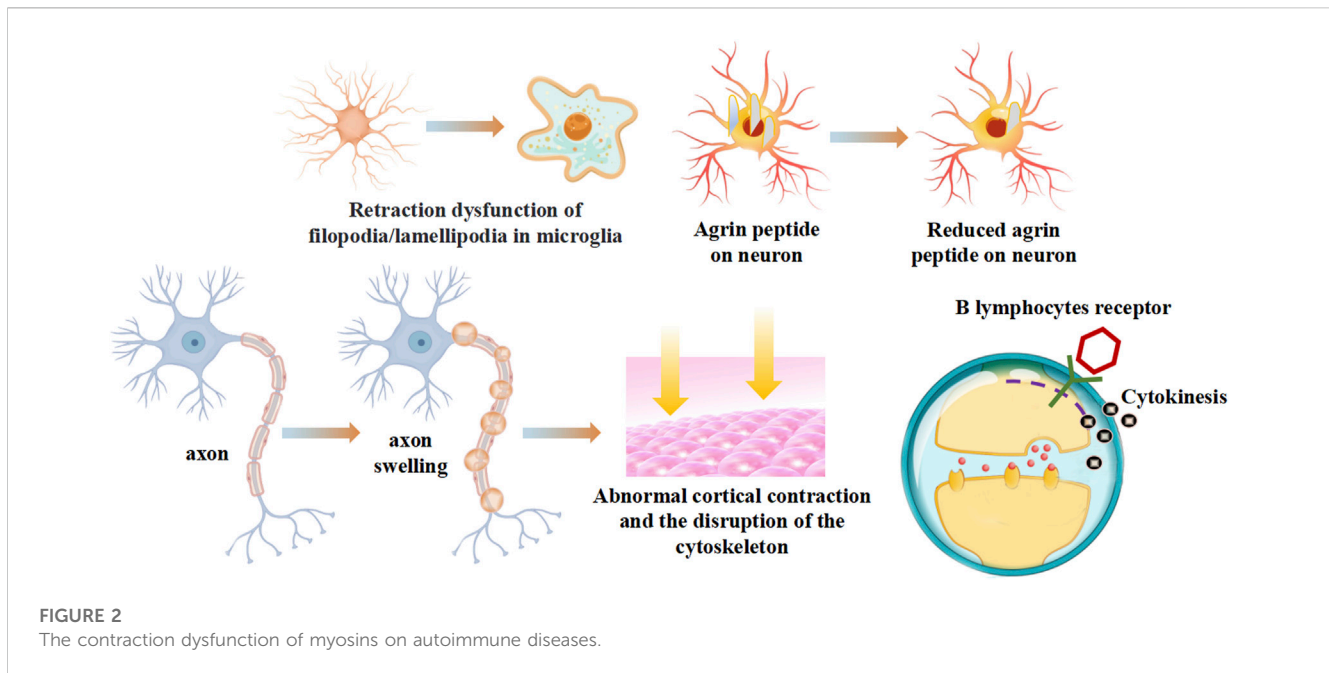 Retraction dysfunction of
filopodia/lamellipodia in microglia
Agrin peptide
on neuron
Reduced agrin
peptide on neuron
axon
axon
swelling
Abnormal cortical contraction
and the disruption of the
cytoskeleton
B lymphocytes receptor
Cytokinesis
FIGURE 2
The contraction dysfunction of myosins on autoimmune diseases.